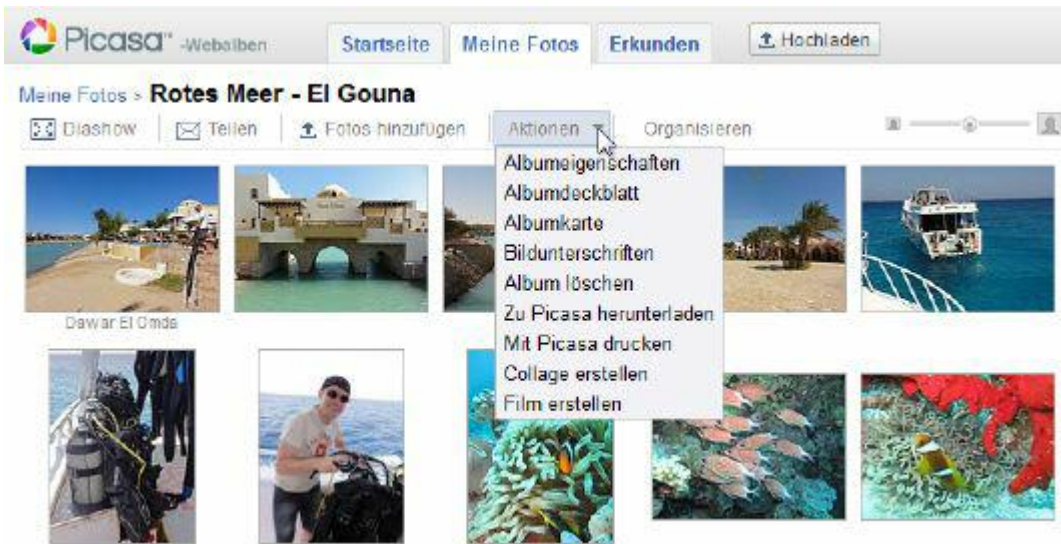 Picasa™ -Webalben
Startseite
Meine Fotos
Erkunden
Hochladen
Meine Fotos > Rotes Meer - El Gouna
Diashow
Teilen
Fotos hinzufügen
Aktionen
Organisieren
Albumeigenschaften
Albumdeckblatt
Albumkarte
Bildunterschriften
Album löschen
Zu Picasa herunterladen
Mit Picasa drucken
Collage erstellen
Film erstellen
Dawar El Omda